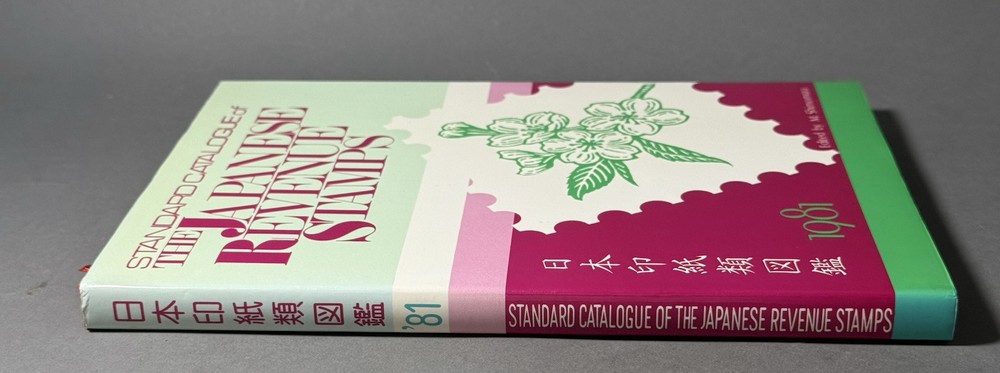 STANDARD CATALOGUE of
THE JAPANESE
REVENUE
STAMPS
Edited by M. Shimomura
1981
日本印紙類図鑑
日本印紙類図鑑 '81 STANDARD CATALOGUE OF THE JAPANESE REVENUE STAMPS